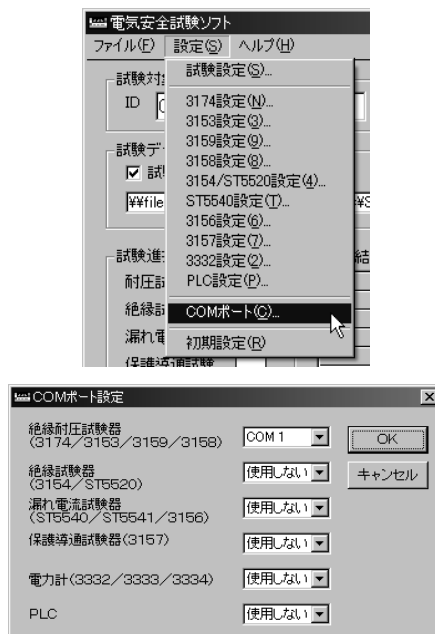 電気安全試験ソフト
ファイル(F) 設定(S) ヘルプ(H)
試験設定(S)...
試験対
ID
3174設定(N)...
3153設定(3)...
3159設定(9)...
試験デ
3158設定(8)...
3154/ST5520設定(4)...
ST5540設定(T)...
¥¥file
3156設定(6)...
3157設定(7)...
試験進
結
3332設定(2)...
耐圧試
PLC設定(P)...
絶縁試
COMポート(C)...
漏れ電
初期設定(R)
保護導通試験
COMポート設定
絶縁耐圧試験器
(3174/3153/3159/3158)
COM 1
OK
絶縁試験器
(3154/ST5520)
使用しない
キャンセル
漏れ電流試験器
(ST5540/ST5541/3156)
使用しない
保護導通試験器(3157)
使用しない
電力計(3332/3333/3334)
使用しない
PLC
使用しない